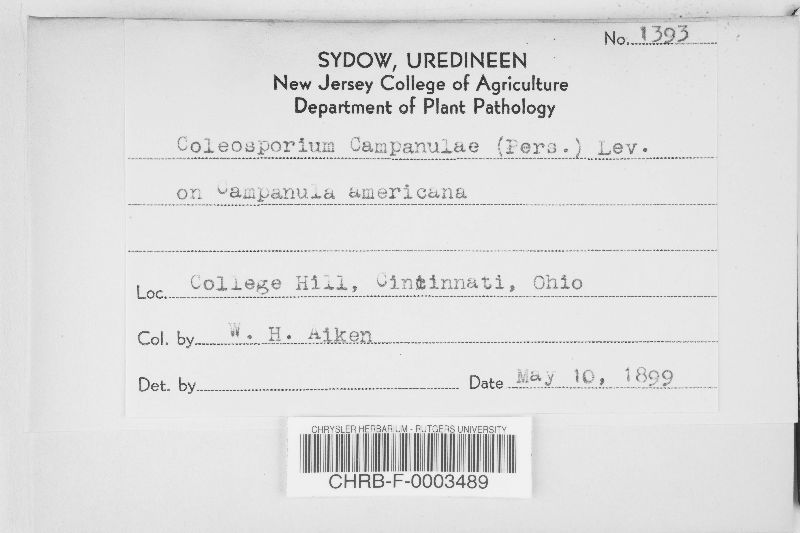 No. 1393
SYDOW, UREDINEEN
New Jersey College of Agriculture
Department of Plant Pathology
Coleosporium Campanulae (Pers.) Lev.
on Campanula americana
Loc. College Hill, Cincinnati, Ohio
Col. by W. H. Aiken
Det. by Date May 10, 1899
CHRYSLER HERBARIUM - RUTGERS UNIVERSITY
CHRB-F-0003489